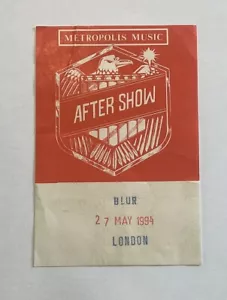 METROPOLIS MUSIC
AFTER SHOW
BLUR
27 MAY 1994
LONDON